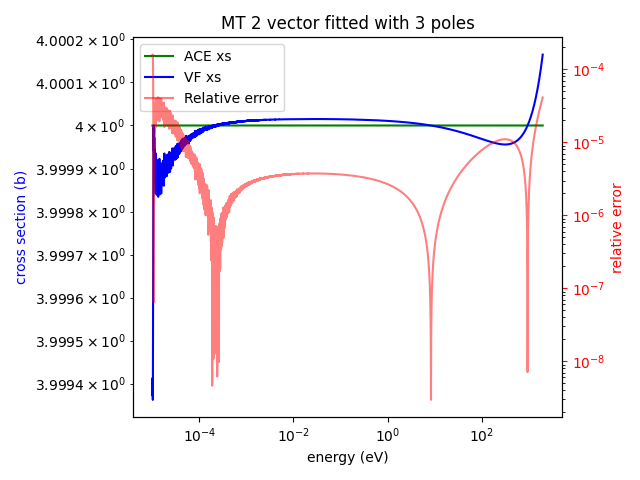 MT 2 vector fitted with 3 poles
ACE xs
VF xs
Relative error
cross section (b)
4.0002 × 10⁰
4.0001 × 10⁰
4 × 10⁰
3.9999 × 10⁰
3.9998 × 10⁰
3.9997 × 10⁰
3.9996 × 10⁰
3.9995 × 10⁰
3.9994 × 10⁰
10⁻⁴
10⁻⁵
10⁻⁶
10⁻⁷
10⁻⁸
relative error
10⁻⁴ 10⁻² 10⁰ 10²
energy (eV)